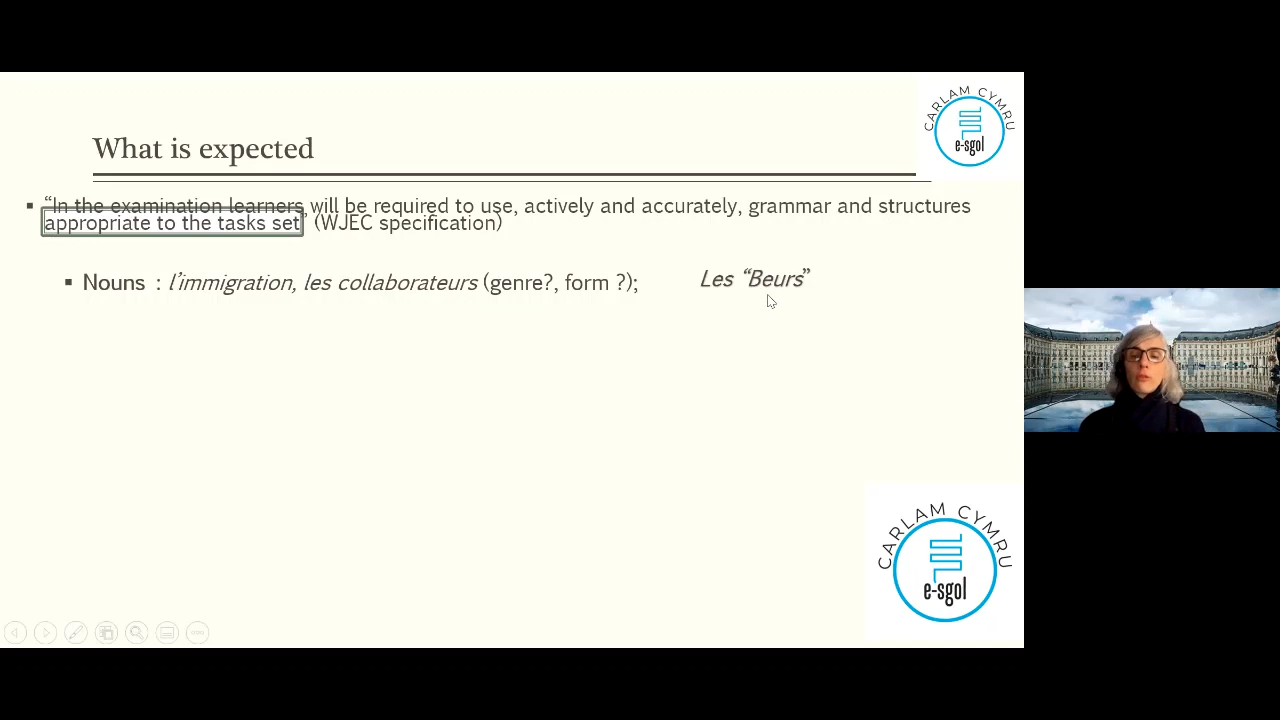 CARLAM CYMRU
e-sgol
What is expected
▪ “In the examination learners will be required to use, actively and accurately, grammar and structures
appropriate to the tasks set” (WJEC specification)
▪ Nouns : l’immigration, les collaborateurs (genre?, form ?); Les “Beurs”
CARLAM CYMRU
e-sgol